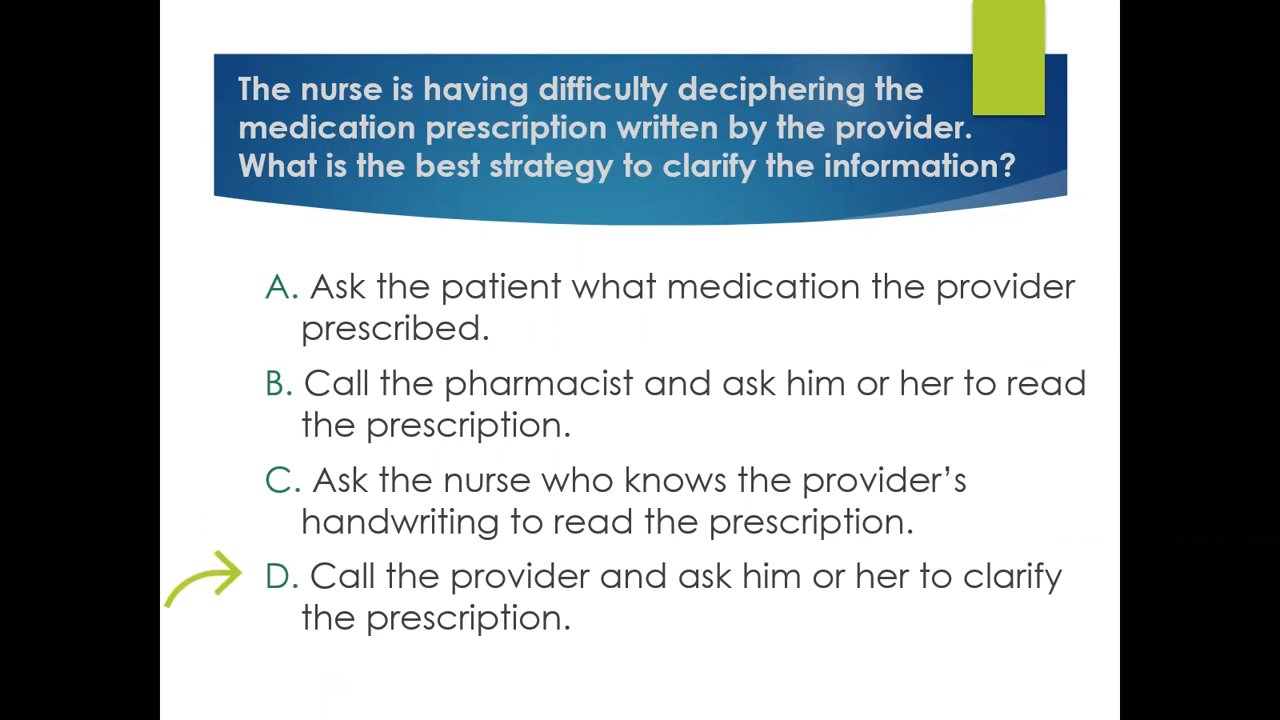 The nurse is having difficulty deciphering the
medication prescription written by the provider.
What is the best strategy to clarify the information?
A. Ask the patient what medication the provider
prescribed.
B. Call the pharmacist and ask him or her to read
the prescription.
C. Ask the nurse who knows the provider’s
handwriting to read the prescription.
D. Call the provider and ask him or her to clarify
the prescription.